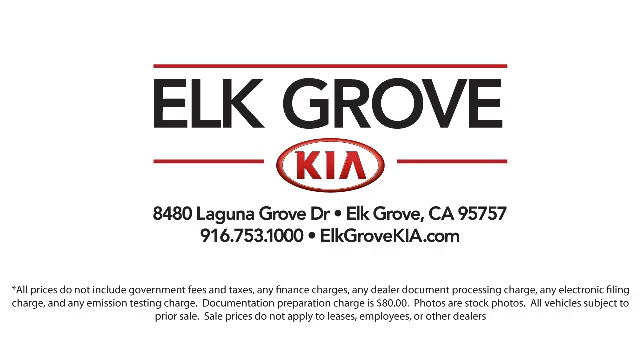 ELK GROVE
KIA
8480 Laguna Grove Dr • Elk Grove, CA 95757
916.753.1000 • ElkGroveKIA.com
*All prices do not include government fees and taxes, any finance charges, any dealer document processing charge, any electronic filing
charge, and any emission testing charge. Documentation preparation charge is $80.00. Photos are stock photos. All vehicles subject to
prior sale. Sale prices do not apply to leases, employees, or other dealers